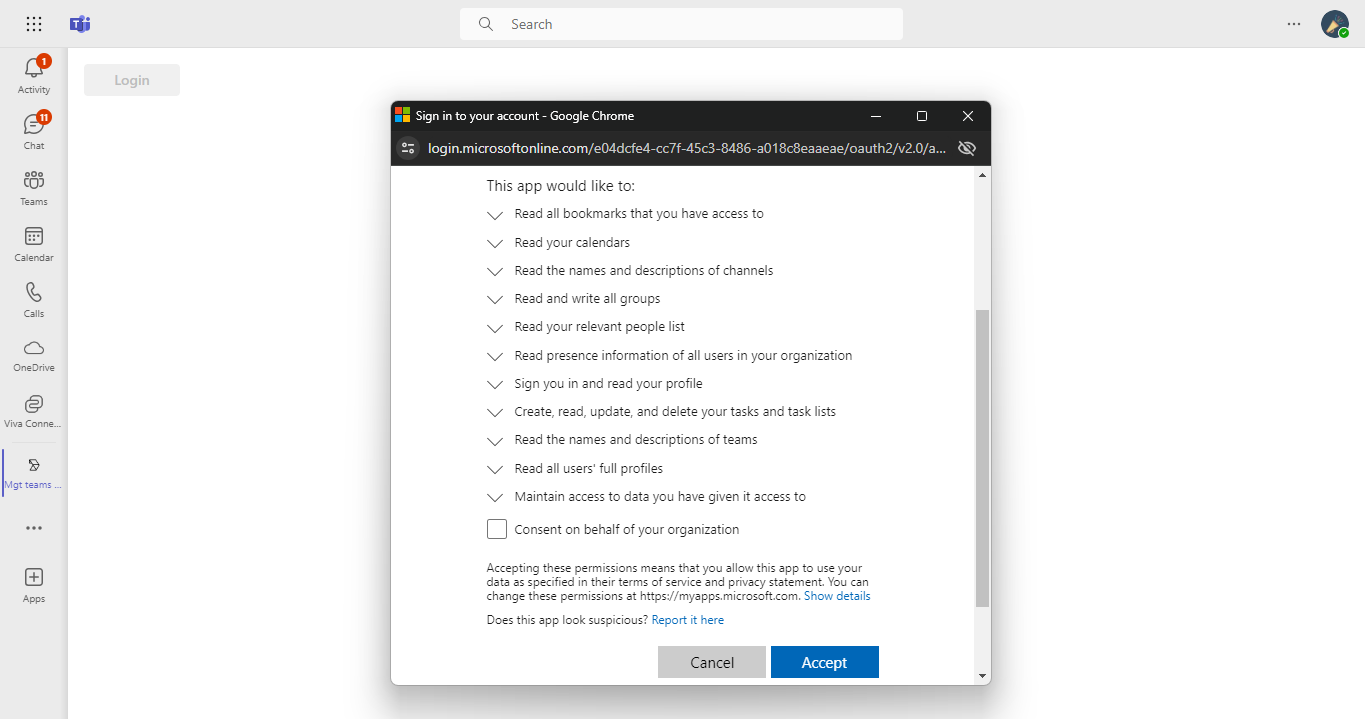 Search
1
Activity
11
Chat
Teams
Calendar
Calls
OneDrive
Viva Conne...
Mgt teams ...
Apps
Login
Sign in to your account - Google Chrome
login.microsoftonline.com/e04dcfe4-cc7f-45c3-8486-a018c8eaaeae/oauth2/v2.0/a...
This app would like to:
Read all bookmarks that you have access to
Read your calendars
Read the names and descriptions of channels
Read and write all groups
Read your relevant people list
Read presence information of all users in your organization
Sign you in and read your profile
Create, read, update, and delete your tasks and task lists
Read the names and descriptions of teams
Read all users' full profiles
Maintain access to data you have given it access to
Consent on behalf of your organization
Accepting these permissions means that you allow this app to use your
data as specified in their terms of service and privacy statement. You can
change these permissions at https://myapps.microsoft.com. Show details
Does this app look suspicious? Report it here
Cancel
Accept